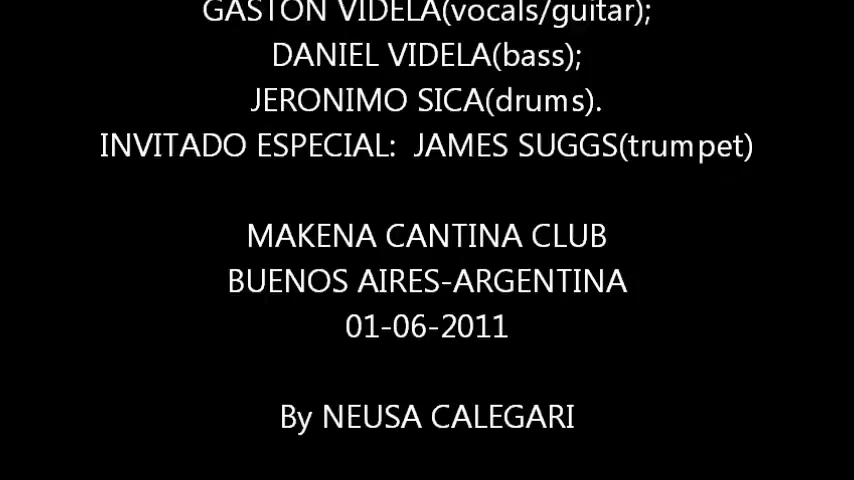 GASTON VIDELA(vocals/guitar);
DANIEL VIDELA(bass);
JERONIMO SICA(drums).
INVITADO ESPECIAL: JAMES SUGGS(trumpet)
MAKENA CANTINA CLUB
BUENOS AIRES-ARGENTINA
01-06-2011
By NEUSA CALEGARI